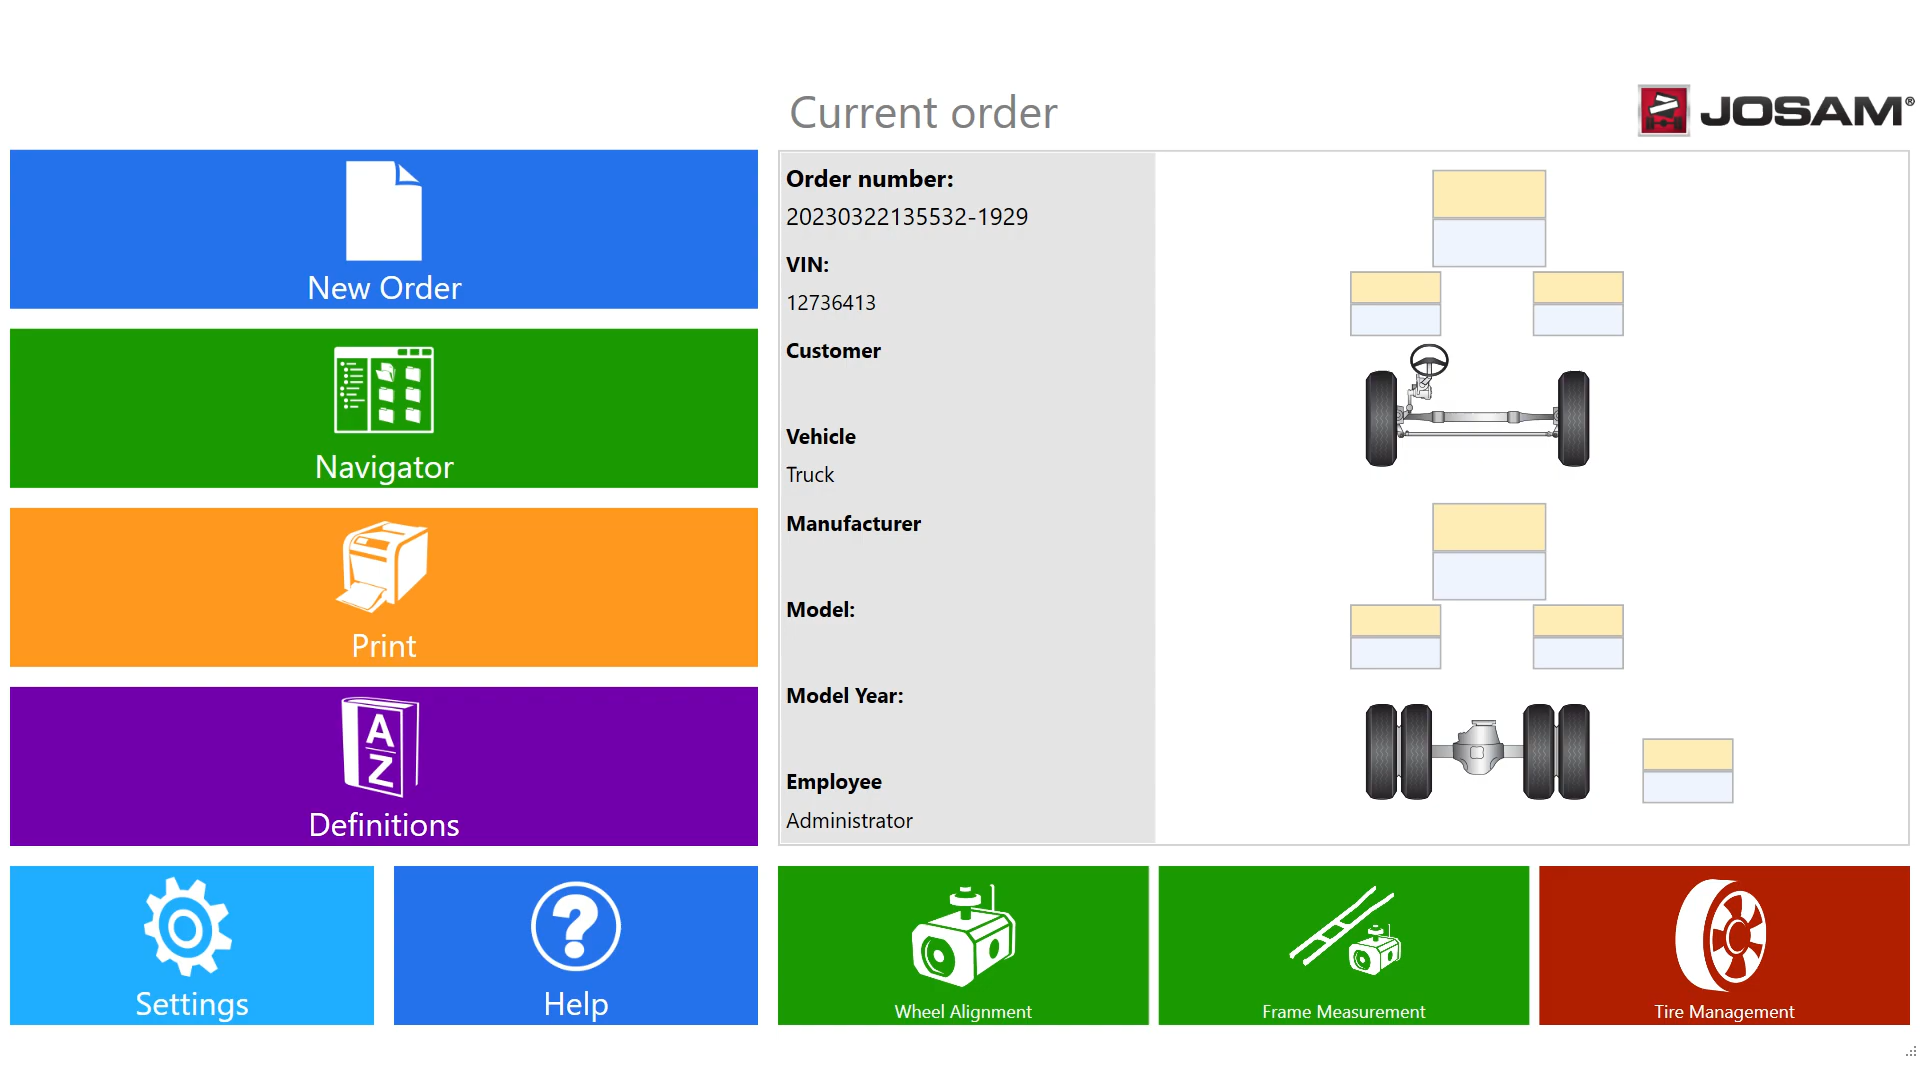 Current order
JOSAM®
New Order
Navigator
Print
A
Z
Definitions
Settings
?
Help
Order number:
20230322135532-1929
VIN:
12736413
Customer
Vehicle
Truck
Manufacturer
Model:
Model Year:
Employee
Administrator
Wheel Alignment
Frame Measurement
Tire Management